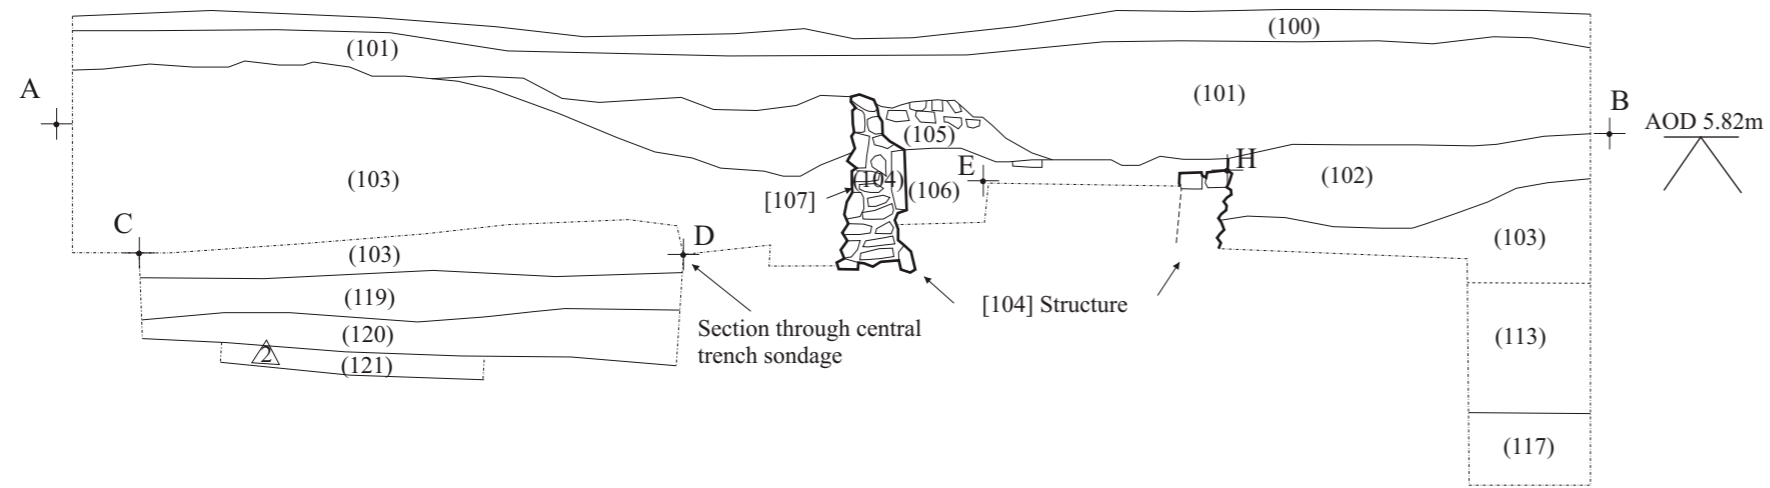 (100)
(101)
A
(101)
B
AOD 5.82m
(105)
E
H
(103)
(104)
(106)
(102)
[107]
C
D
(103)
(103)
(119)
[104] Structure
Section through central
trench sondage
(120)
(113)
2
(121)
(117)